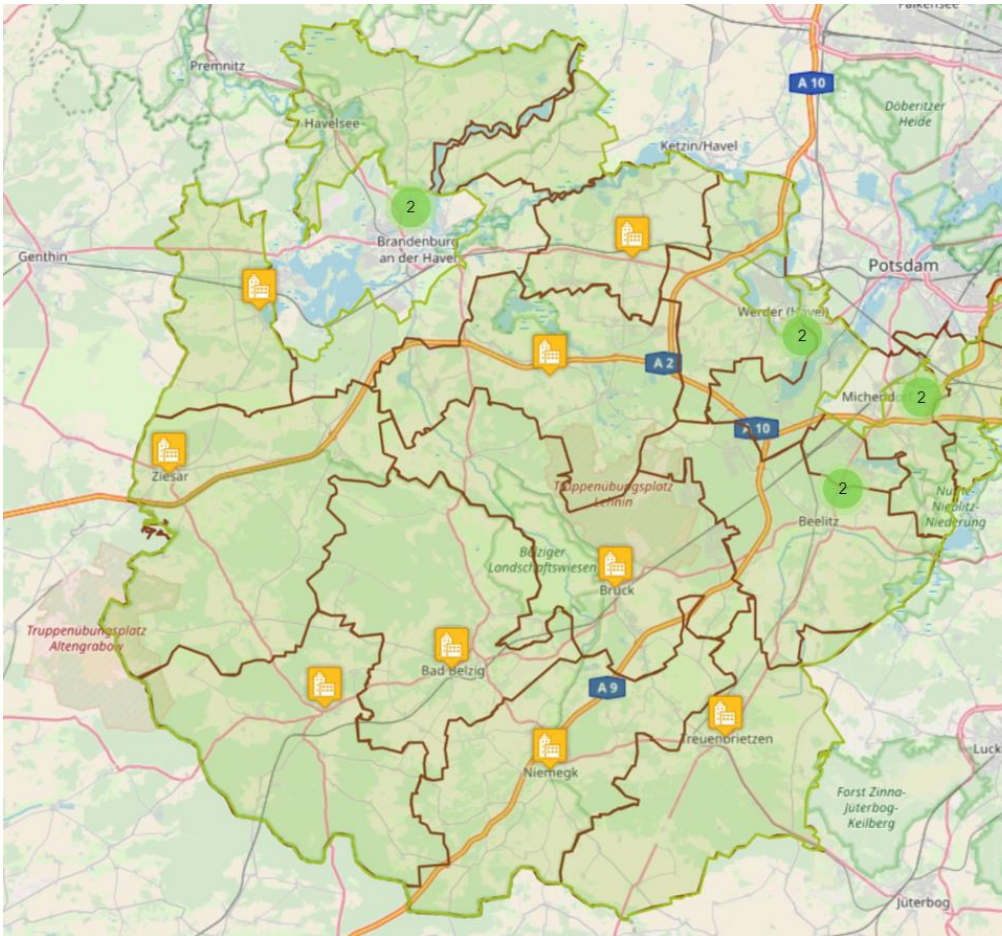 Falkensee
Premnitz
A 10
Döberitzer
Heide
Havelsee
Ketzin/Havel
2
Brandenburg
an der Havel
Genthin
Potsdam
Werder (Havel)
2
A 2
Michendorf
2
A 10
Ziesar
Truppenübungsplatz
Lehnin
2
Beelitz
Nuthe-
Nieplitz-
Niederung
Belziger
Landschaftswiesen
Brück
Truppenübungsplatz
Altengrabow
Bad Belzig
A 9
Treuenbrietzen
Niemegk
Luck
Forst Zinna-
Jüterbog-
Keilberg
Jüterbog